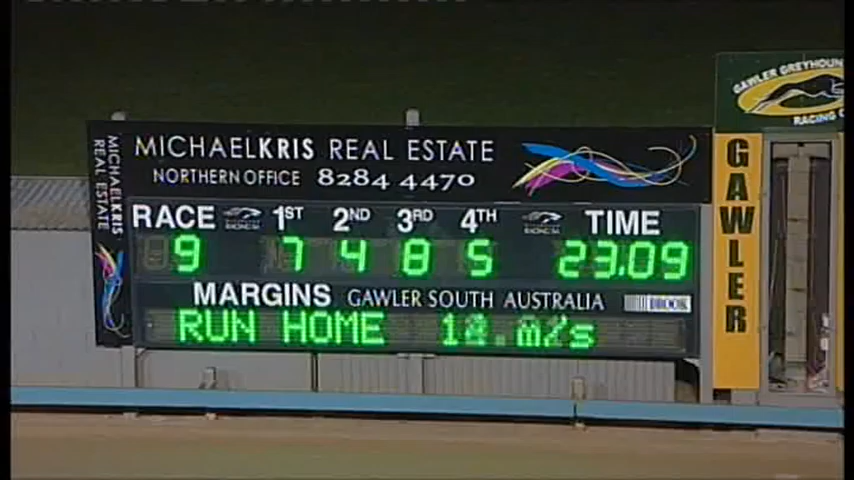 GAWLER GREYHOUND
RACING C
MICHAELKRIS REAL ESTATE
MICHAELKRIS REAL ESTATE
NORTHERN OFFICE 8284 4470
RACE 1ST 2ND 3RD 4TH TIME
9 7 4 8 5 23.09
MARGINS GAWLER SOUTH AUSTRALIA
RUN HOME m/s
GAWLER